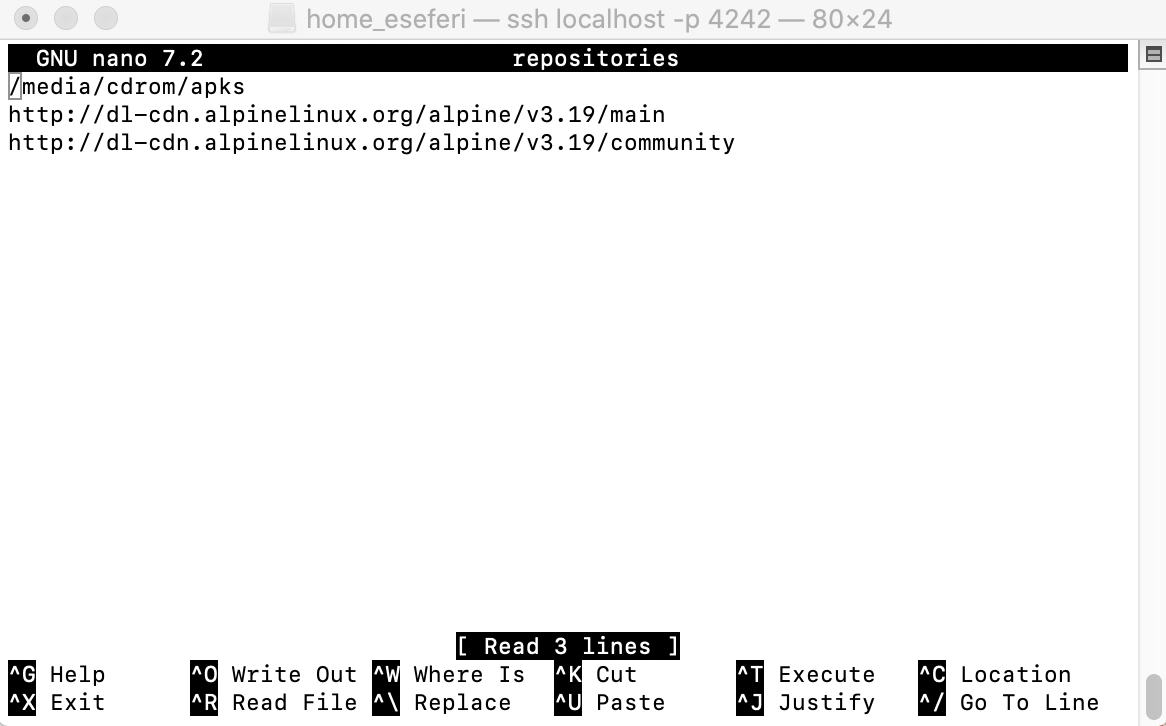 home_eseferi — ssh localhost -p 4242 — 80×24
GNU nano 7.2 repositories
/media/cdrom/apks
http://dl-cdn.alpinelinux.org/alpine/v3.19/main
http://dl-cdn.alpinelinux.org/alpine/v3.19/community
[ Read 3 lines ]
^G Help ^O Write Out ^W Where Is ^K Cut ^T Execute ^C Location
^X Exit ^R Read File ^\ Replace ^U Paste ^J Justify ^/ Go To Line